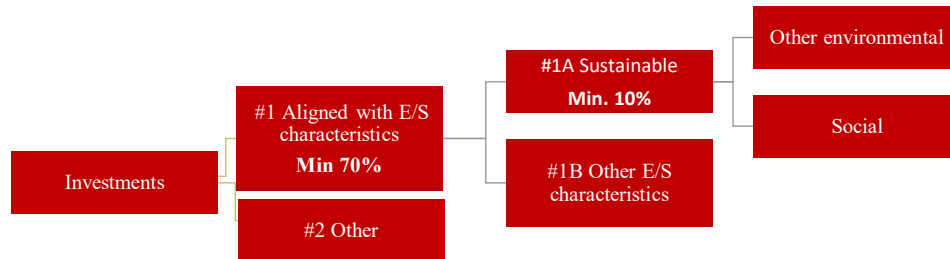 Investments
#1 Aligned with E/S
characteristics
Min 70%
#2 Other
#1A Sustainable
Min. 10%
#1B Other E/S
characteristics
Other environmental
Social